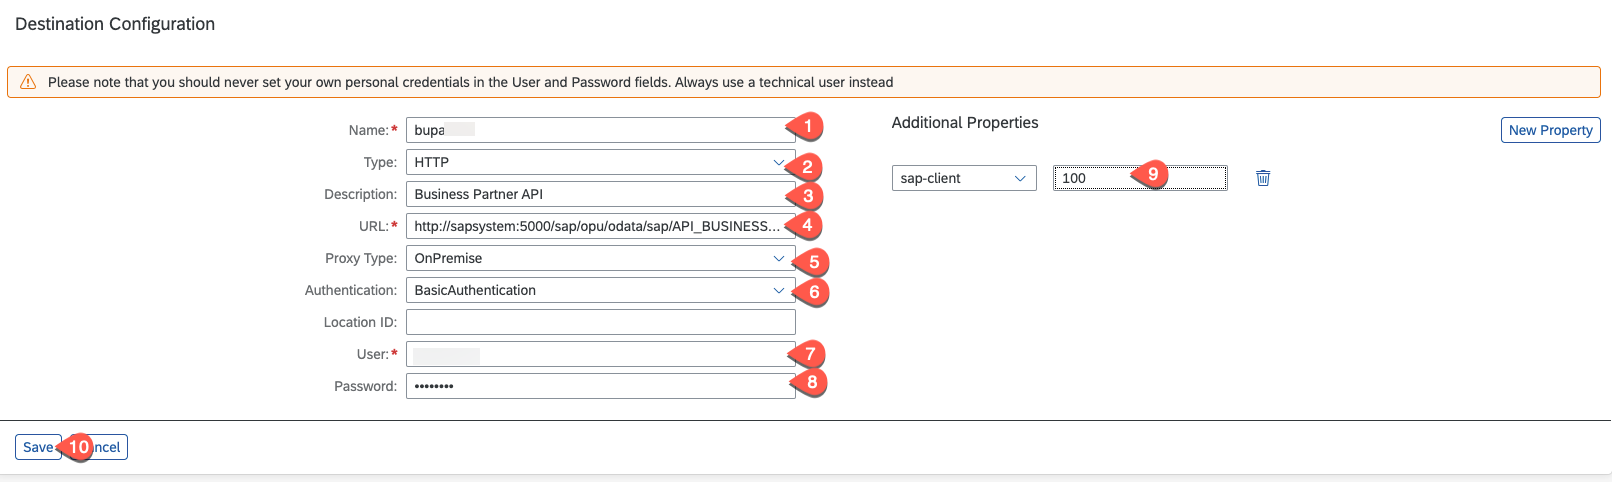 Destination Configuration
Please note that you should never set your own personal credentials in the User and Password fields. Always use a technical user instead
Name:* bupa 1
Type: HTTP 2
Description: Business Partner API 3
URL:* http://sapsystem:5000/sap/opu/odata/sap/API_BUSINESS... 4
Proxy Type: OnPremise 5
Authentication: BasicAuthentication 6
Location ID:
User:* 7
Password: •••••••• 8
Additional Properties
New Property
sap-client 100 9
Save 10 ncel